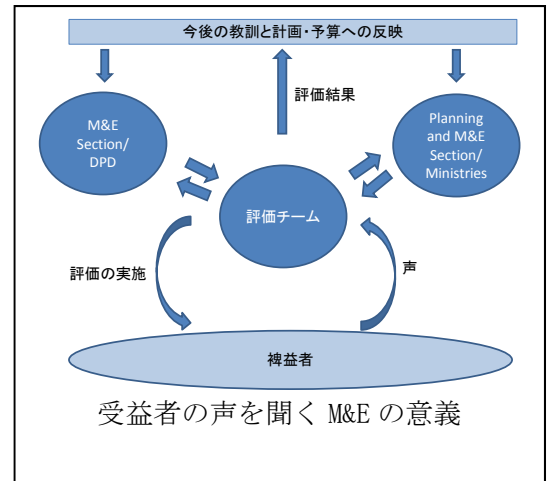 今後の教訓と計画・予算への反映
評価結果
M&E
Section/
DPD
Planning
and M&E
Section/
Ministries
評価チーム
評価の実施
声
裨益者
受益者の声を聞く M&E の意義